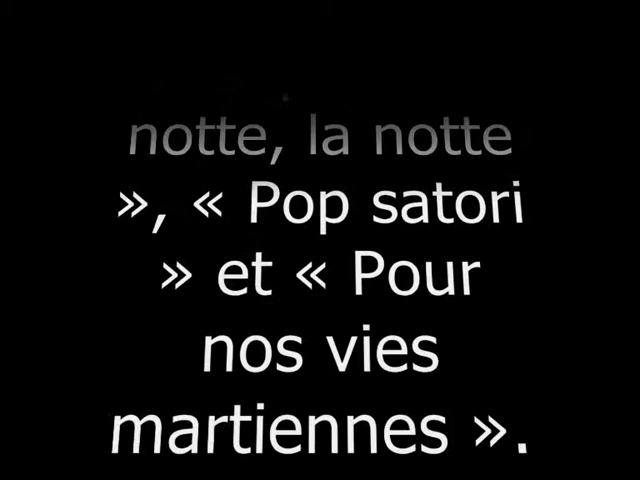 notte, la notte
», « Pop satori
» et « Pour
nos vies
martiennes ».